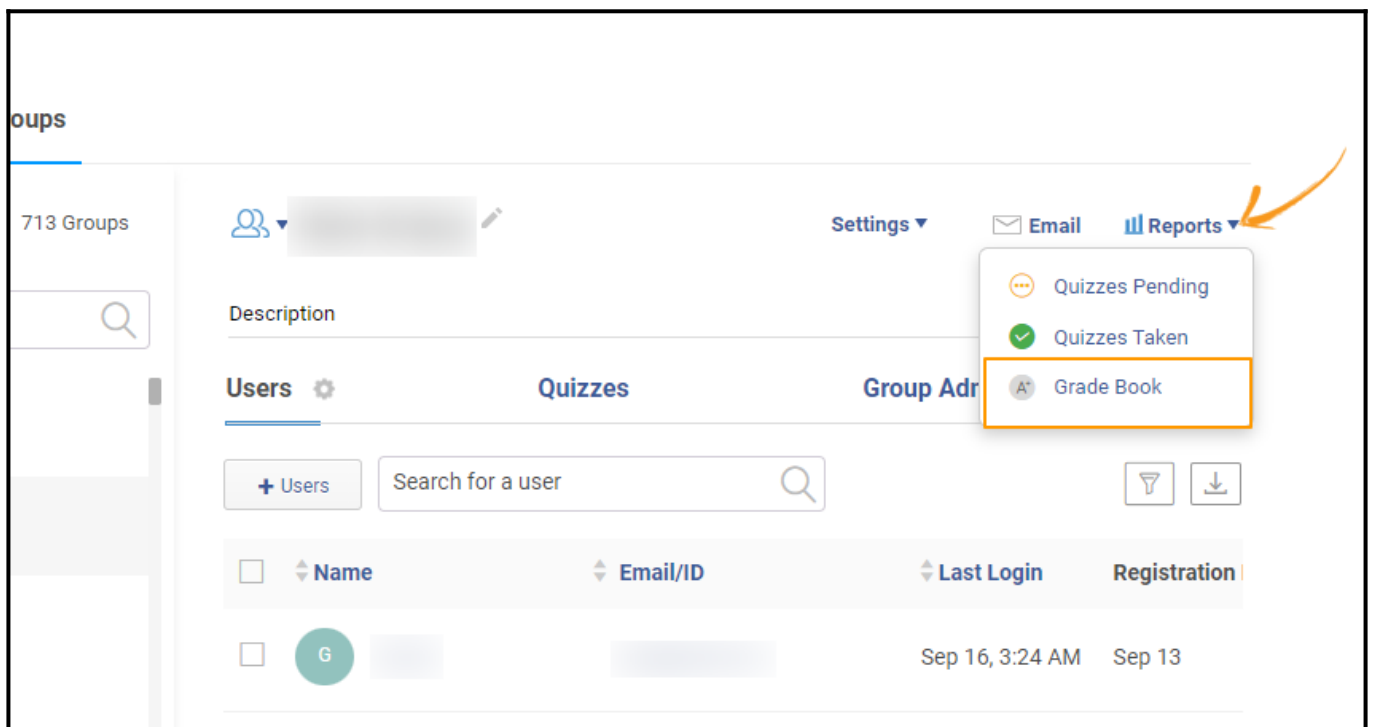 oups
713 Groups
Settings
Email
Reports
Quizzes Pending
Description
Quizzes Taken
Users
Quizzes
Group Adr
A+ Grade Book
+ Users
Search for a user
Name
Email/ID
Last Login
Registration
G
Sep 16, 3:24 AM
Sep 13